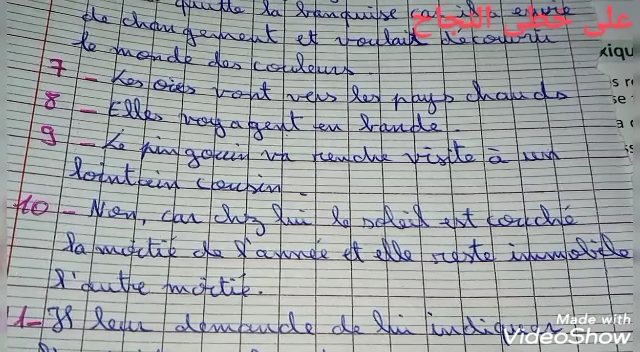 quitte la banquise car il a envie
على خطى النجاح
de changement et voulait decouvrir
le monde des couleurs.
7 - Les oies vont vers les pays chauds
8 - Elles voyagent en bande.
9 - Le pingouin va rendre visite à un
lointain cousin.
10 - Non, car chez lui le soleil est couché
la moitié de l'année et elle reste immobile
l'autre moitié.
1- Il leur demande de lui indiquer
xiqu
Made with
VideoShow